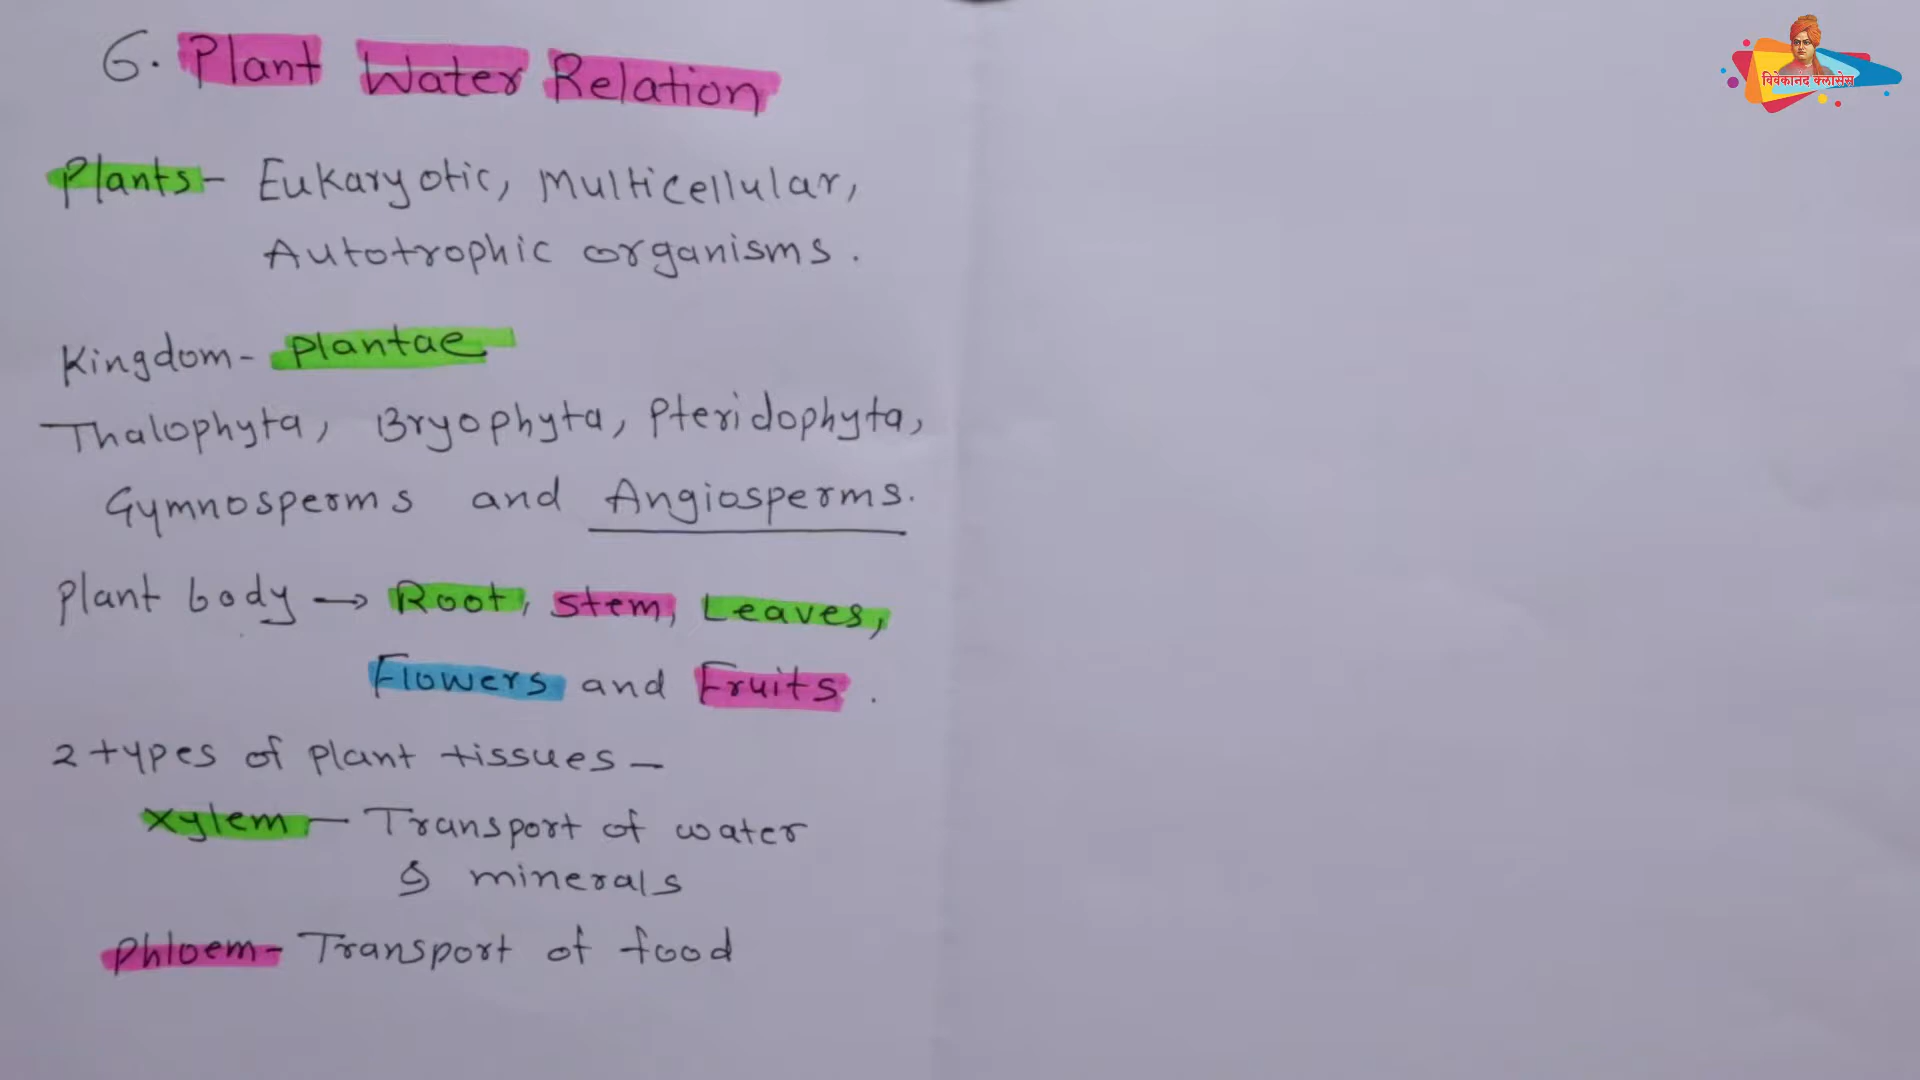 6. Plant Water Relation
विवेकानंद क्लासेस
Plants- Eukaryotic, Multicellular,
Autotrophic organisms.
Kingdom- Plantae
Thalophyta, Bryophyta, Pteridophyta,
Gymnosperms and Angiosperms.
Plant body → Root, stem, Leaves,
Flowers and Fruits.
2 types of plant tissues-
Xylem- Transport of water
& minerals
Phloem- Transport of food